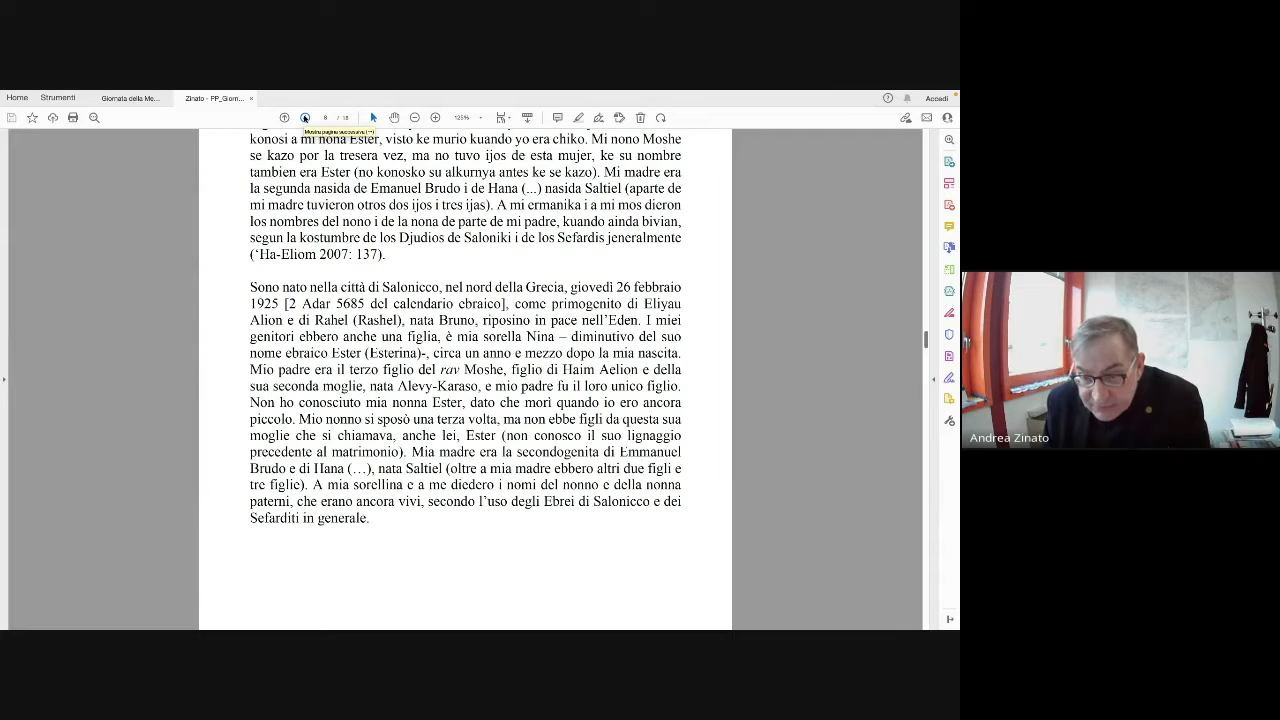 Home
Strumenti
Giornata della Me...
Zinato - PP_Giorn...
×
Accedi
8 / 18
125%
Mostra pagina successiva (→)
konosi a mi nona Ester, visto ke murio kuando yo era chiko. Mi nono Moshe
se kazo por la tresera vez, ma no tuvo ijos de esta mujer, ke su nombre
tambien era Ester (no konosko su alkurnya antes ke se kazo). Mi madre era
la segunda nasida de Emanuel Brudo i de Hana (...) nasida Saltiel (aparte de
mi madre tuvieron otros dos ijos i tres ijas). A mi ermanika i a mi mos dieron
los nombres del nono i de la nona de parte de mi padre, kuando ainda bivian,
segun la kostumbre de los Djudios de Saloniki i de los Sefardis jeneralmente
(‘Ha-Eliom 2007: 137).
Sono nato nella città di Salonicco, nel nord della Grecia, giovedì 26 febbraio
1925 [2 Adar 5685 del calendario ebraico], come primogenito di Eliyau
Alion e di Rahel (Rashel), nata Bruno, riposino in pace nell’Eden. I miei
genitori ebbero anche una figlia, è mia sorella Nina – diminutivo del suo
nome ebraico Ester (Esterina)-, circa un anno e mezzo dopo la mia nascita.
Mio padre era il terzo figlio del rav Moshe, figlio di Haim Aelion e della
sua seconda moglie, nata Alevy-Karaso, e mio padre fu il loro unico figlio.
Non ho conosciuto mia nonna Ester, dato che morì quando io ero ancora
piccolo. Mio nonno si sposò una terza volta, ma non ebbe figli da questa sua
moglie che si chiamava, anche lei, Ester (non conosco il suo lignaggio
precedente al matrimonio). Mia madre era la secondogenita di Emmanuel
Brudo e di Hana (…), nata Saltiel (oltre a mia madre ebbero altri due figli e
tre figlie). A mia sorellina e a me diedero i nomi del nonno e della nonna
paterni, che erano ancora vivi, secondo l’uso degli Ebrei di Salonicco e dei
Sefarditi in generale.
Andrea Zinato